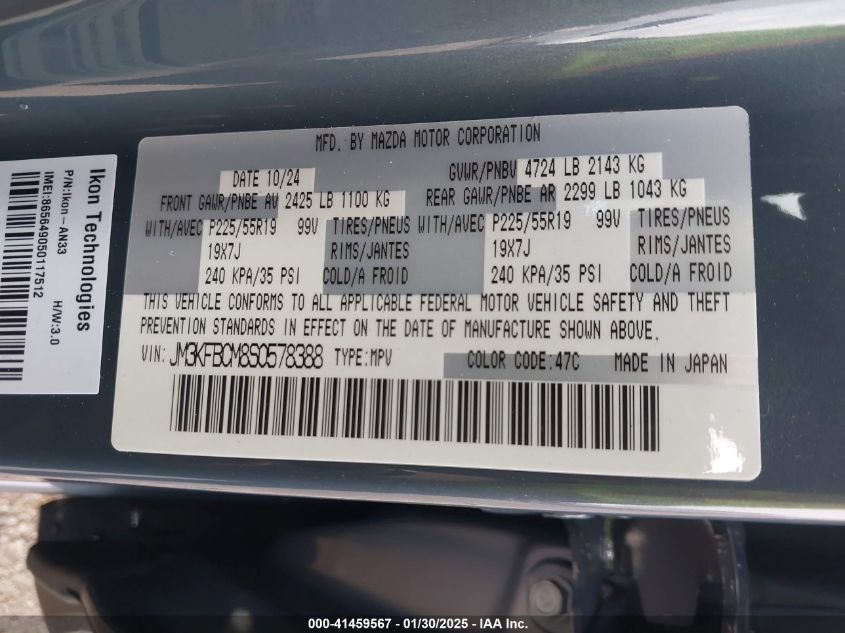 Ikon Technologies
P/N:Ikon-AN33 H/W:3.0
IMEI:865649050117512
MFD. BY MAZDA MOTOR CORPORATION
DATE 10/24 GVWR/PNBV 4724 LB 2143 KG
FRONT GAWR/PNBE AV 2425 LB 1100 KG REAR GAWR/PNBE AR 2299 LB 1043 KG
WITH/AVEC P225/55R19 99V TIRES/PNEUS WITH/AVEC P225/55R19 99V TIRES/PNEUS
19X7J RIMS/JANTES 19X7J RIMS/JANTES
240 KPA/35 PSI COLD/A FROID 240 KPA/35 PSI COLD/A FROID
THIS VEHICLE CONFORMS TO ALL APPLICABLE FEDERAL MOTOR VEHICLE SAFETY AND THEFT
PREVENTION STANDARDS IN EFFECT ON THE DATE OF MANUFACTURE SHOWN ABOVE.
VIN: JM3KFBCM8S0578388 TYPE:MPV COLOR CODE:47C MADE IN JAPAN
000-41459567 - 01/30/2025 - IAAI.COM